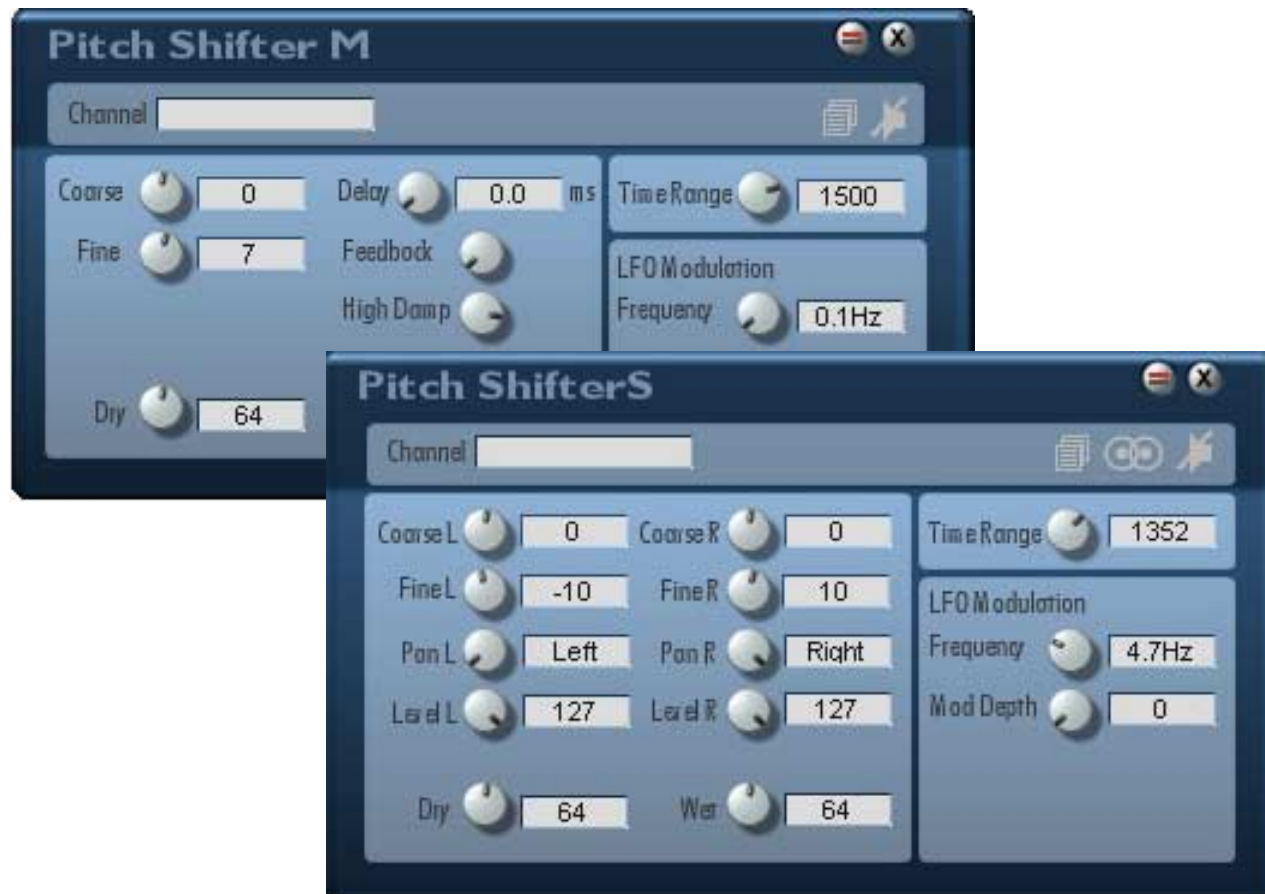 Pitch Shifter M
Channel
Coarse 0 Delay 0.0 ms Time Range 1500
Fine 7 Feedback
LFO Modulation
High Damp Frequency 0.1Hz
Dry 64
Pitch ShifterS
Channel
Coarse L 0 Coarse R 0 Time Range 1352
Fine L -10 Fine R 10
LFO Modulation
Pan L Left Pan R Right Frequency 4.7Hz
Level L 127 Level R 127 Mod Depth 0
Dry 64 Wet 64